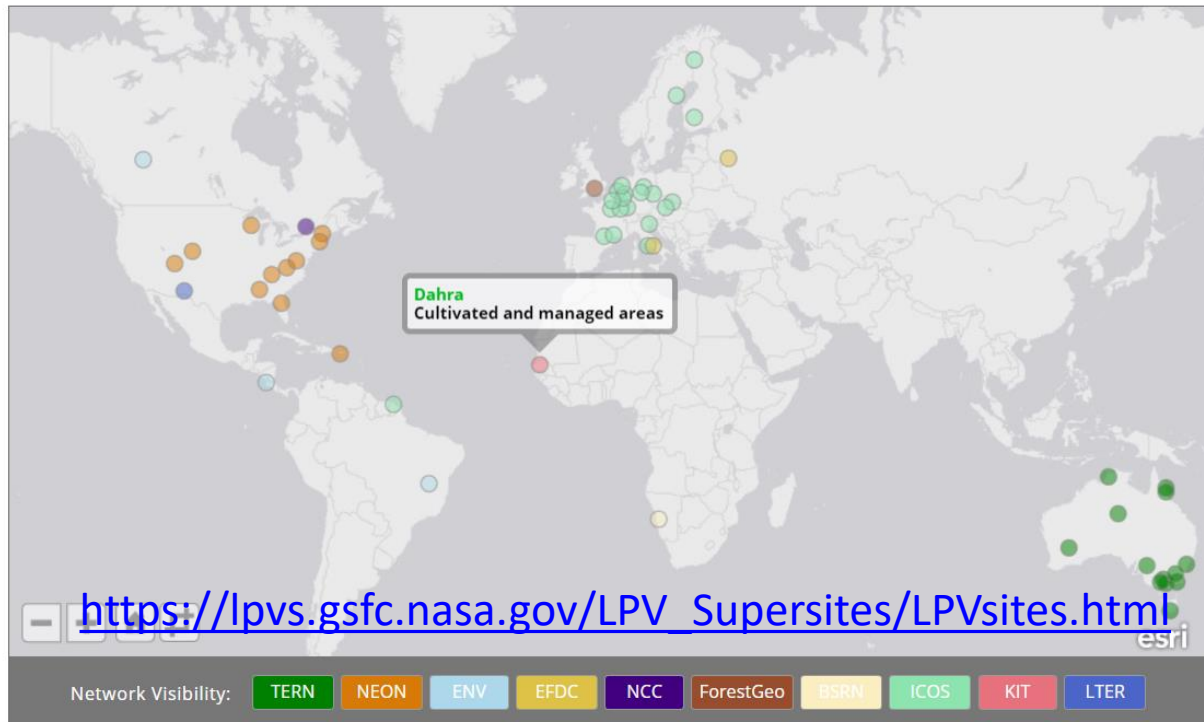 Dahra
Cultivated and managed areas
https://lpvs.gsfc.nasa.gov/LPV_Supersites/LPVsites.html
esri
Network Visibility: TERN NEON ENV EFDC NCC ForestGeo BSRN ICOS KIT LTER